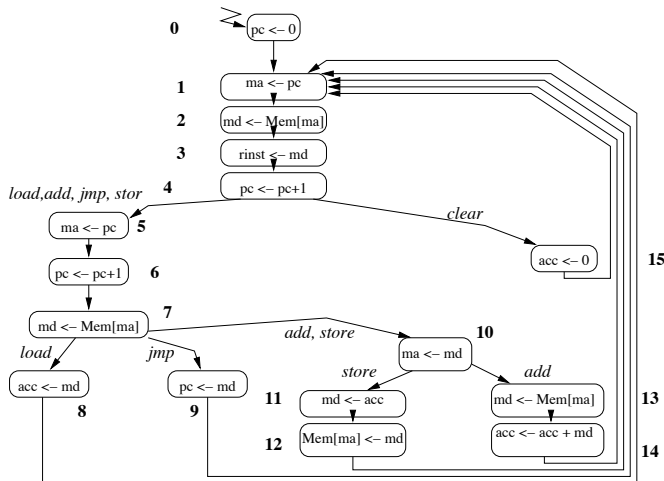 0
pc <– 0
1
ma <– pc
2
md <– Mem[ma]
3
rinst <– md
4
pc <– pc+1
load,add, jmp, stor
clear
ma <– pc
5
acc <– 0
15
pc <– pc+1
6
7
md <– Mem[ma]
add, store
10
ma <– md
load
jmp
store
add
acc <– md
8
pc <– md
9
11
md <– acc
md <– Mem[ma]
13
12
Mem[ma] <– md
acc <– acc + md
14